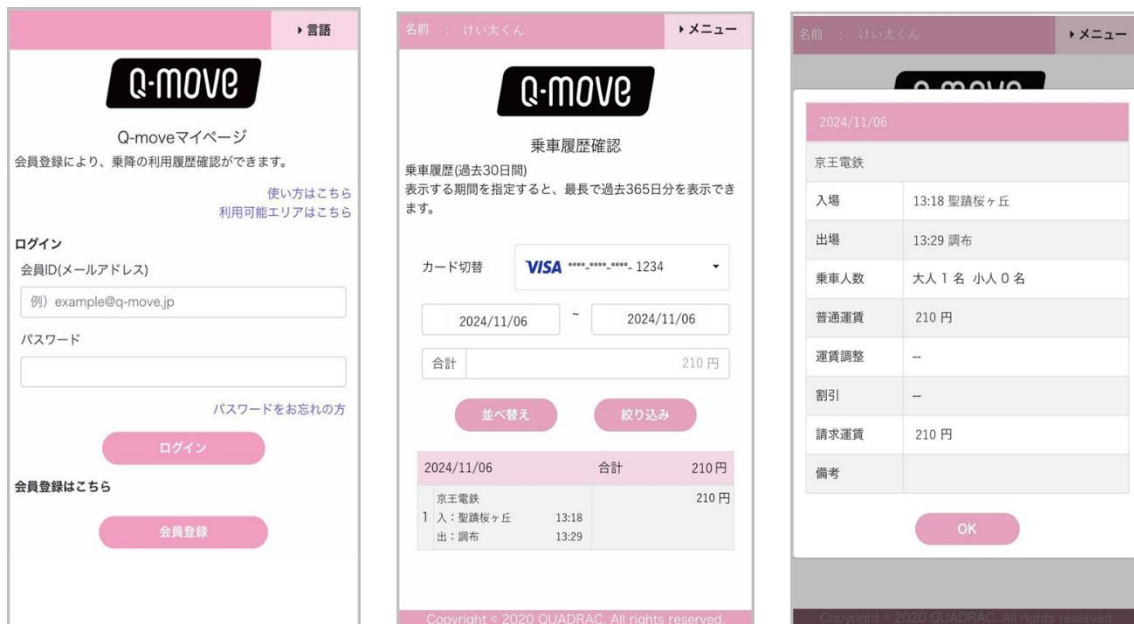 ▸言語
Q-move
Q-moveマイページ
会員登録により、乗降の利用履歴確認ができます。
使い方はこちら
利用可能エリアはこちら
ログイン
会員ID(メールアドレス)
例）example@q-move.jp
パスワード
パスワードをお忘れの方
ログイン
会員登録はこちら
会員登録
名前 ： けい太くん ▸メニュー
Q-move
乗車履歴確認
乗車履歴(過去30日間)
表示する期間を指定すると、最長で過去365日分を表示でき
ます。
カード切替 VISA ****-****-****- 1234
2024/11/06 ~ 2024/11/06
合計 210 円
並べ替え 絞り込み
2024/11/06 合計 210円
京王電鉄 210 円
1 入：聖蹟桜ヶ丘 13:18
出：調布 13:29
Copyright © 2020 QUADRAC. All rights reserved.
名前 ： けい太くん ▸メニュー
Q-move
2024/11/06
京王電鉄
入場 13:18 聖蹟桜ヶ丘
出場 13:29 調布
乗車人数 大人 1 名 小人 0 名
普通運賃 210 円
運賃調整 --
割引 --
請求運賃 210 円
備考
OK
Copyright © 2020 QUADRAC. All rights reserved.